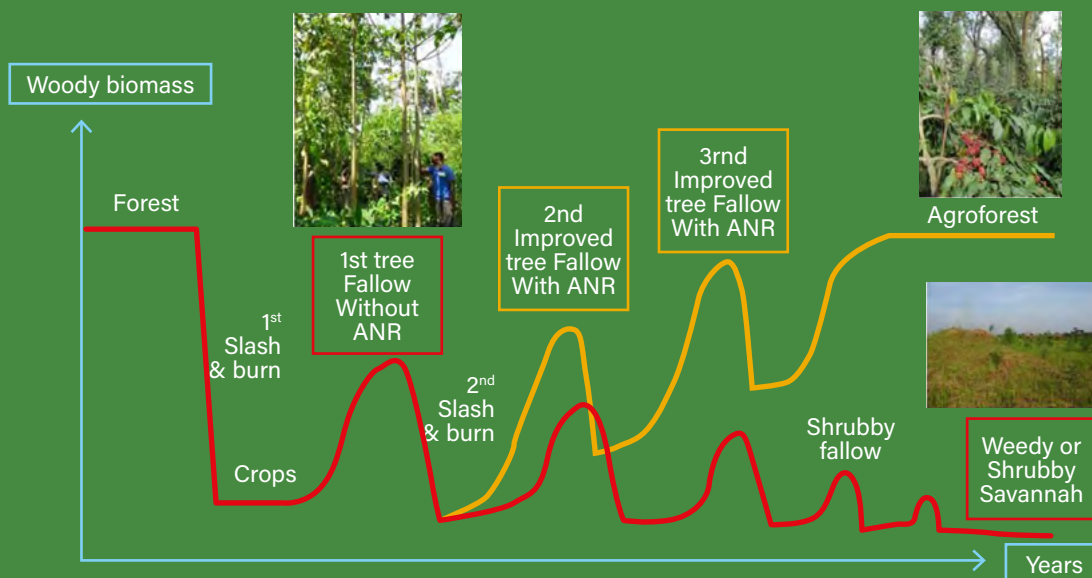 Woody biomass
Forest
1st
Slash
& burn
Crops
1st tree
Fallow
Without
ANR
2nd
Slash
& burn
2nd
Improved
tree Fallow
With ANR
3rnd
Improved
tree Fallow
With ANR
Shrubby
fallow
Agroforest
Weedy or
Shrubby
Savannah
Years